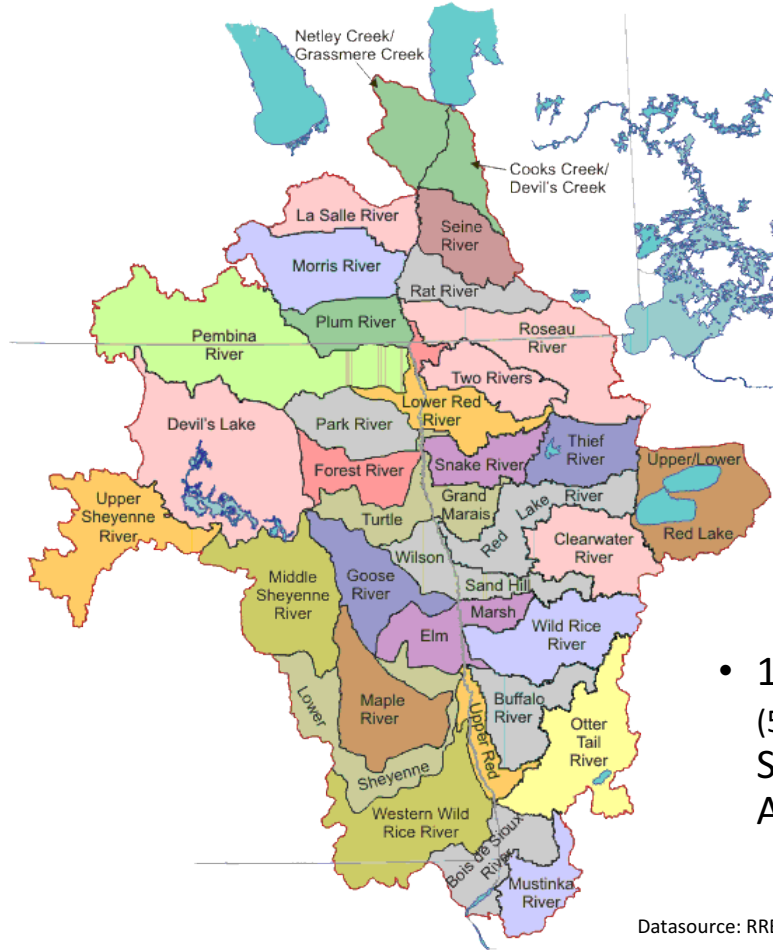 Netley Creek/
Grassmere Creek
Cooks Creek/
Devil's Creek
La Salle River
Seine
River
Morris River
Rat River
Plum River
Roseau
River
Pembina
River
Two Rivers
Lower Red
River
Devil's Lake
Park River
Thief
River
Forest River
Snake River
Upper/Lower
Red Lake
Upper
Sheyenne
River
Turtle
Grand
Marais
Red Lake River
Clearwater
River
Wilson
Middle
Sheyenne
River
Goose
River
Sand Hill
Marsh
Elm
Wild Rice
River
Maple
River
Lower
Sheyenne
Upper Red
Buffalo
River
Otter
Tail
River
Western Wild
Rice River
Bois de Sioux
River
Mustinka
River
• 1
(5
S
A
Datasource: RRB